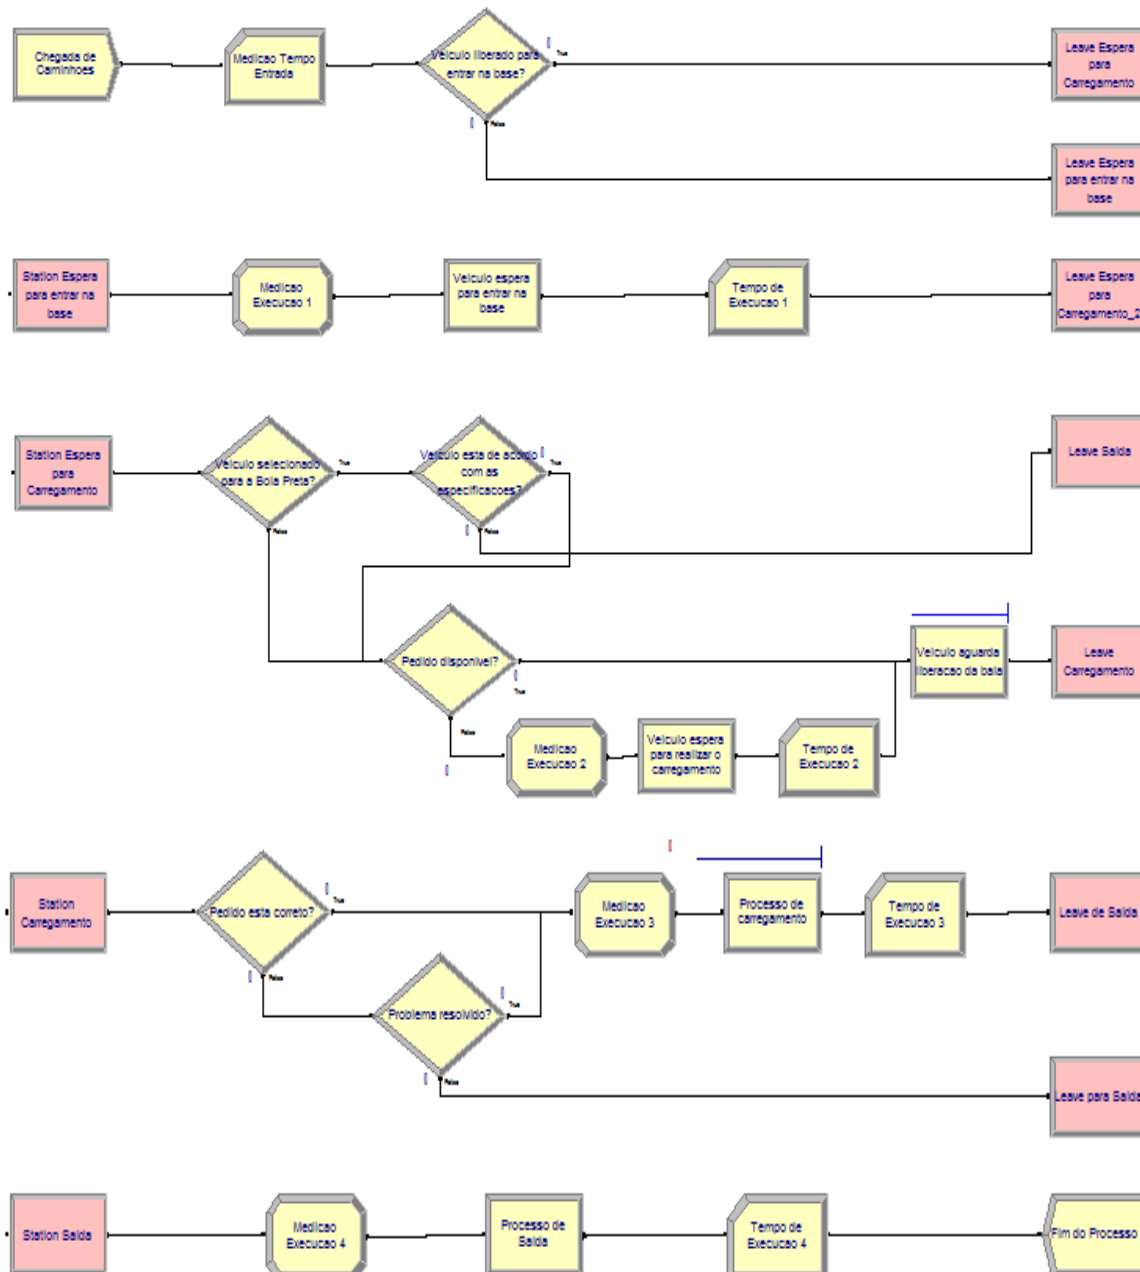 Chegada de
Caminhoes
Medicao Tempo
Entrada
Veiculo liberado para
entrar na base?
True
False
Leave Espera
para
Carregamento
Leave Espera
para entrar na
base
Station Espera
para entrar na
base
Medicao
Execucao 1
Veiculo espera
para entrar na
base
Tempo de
Execucao 1
Leave Espera
para
Carregamento_2
Station Espera
para
Carregamento
Veiculo selecionado
para a Bola Preta?
True
False
Veiculo esta de acordo
com as
especificacoes?
True
False
Leave Saida
Pedido disponivel?
True
False
Medicao
Execucao 2
Veiculo espera
para realizar o
carregamento
Tempo de
Execucao 2
Veiculo aguarda
liberacao da baia
Leave
Carregamento
Station
Carregamento
Pedido esta correto?
True
False
Problema resolvido?
True
False
Medicao
Execucao 3
Processo de
carregamento
Tempo de
Execucao 3
Leave de Saida
Leave para Saida
Station Saida
Medicao
Execucao 4
Processo de
Saida
Tempo de
Execucao 4
Fim do Processo